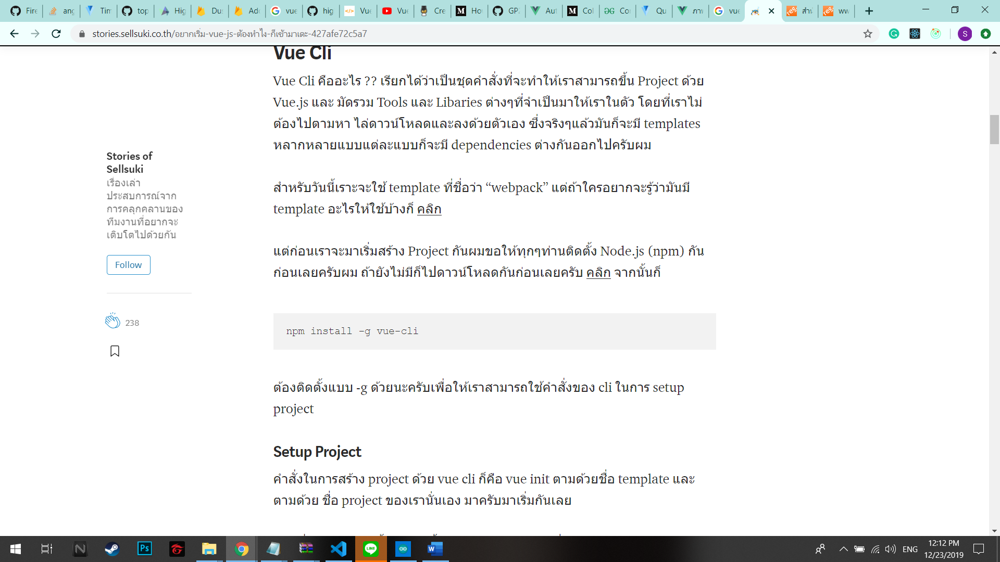 Fire
ang
Tim
top
Hig
Dus
Add
vue
hig
Vue
Vue
Cre
Hov
GP
Aut
Col
Cor
Qu
ภาษ
vue
สำน
ww
stories.sellsuki.co.th/อยากเริ่ม-vue-js-ต้องทำไง-ก็เข้ามาเดะ-427afe72c5a7
S
Vue Cli
Vue Cli คืออะไร ?? เรียกได้ว่าเป็นชุดคำสั่งที่จะทำให้เราสามารถขึ้น Project ด้วย
Vue.js และ มัดรวม Tools และ Libaries ต่างๆที่จำเป็นมาให้เราในตัว โดยที่เราไม่
ต้องไปตามหา ไล่ดาวน์โหลดและลงด้วยตัวเอง ซึ่งจริงๆแล้วมันก็จะมี templates
หลากหลายแบบแต่ละแบบก็จะมี dependencies ต่างกันออกไปครับผม
สำหรับวันนี้เราะจะใช้ template ที่ชื่อว่า “webpack” แต่ถ้าใครอยากจะรู้ว่ามันมี
template อะไรให้ใช้บ้างก็ คลิก
แต่ก่อนเราจะมาเริ่มสร้าง Project กันผมขอให้ทุกๆท่านติดตั้ง Node.js (npm) กัน
ก่อนเลยครับผม ถ้ายังไม่มีก็ไปดาวน์โหลดกันก่อนเลยครับ คลิก จากนั้นก็
npm install -g vue-cli
ต้องติดตั้งแบบ -g ด้วยนะครับเพื่อให้เราสามารถใช้คำสั่งของ cli ในการ setup
project
Setup Project
คำสั่งในการสร้าง project ด้วย vue cli ก็คือ vue init ตามด้วยชื่อ template และ
ตามด้วย ชื่อ project ของเรานั่นเอง มาครับมาเริ่มกันเลย
Stories of
Sellsuki
เรื่องเล่า
ประสบการณ์จาก
การคลุกคลานของ
ทีมงานที่อยากจะ
เติบโตไปด้วยกัน
Follow
238
ENG
12:12 PM
12/23/2019